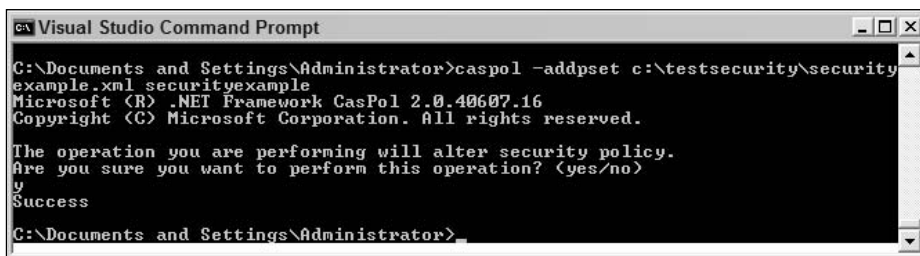 Visual Studio Command Prompt
C:\Documents and Settings\Administrator>caspol -addpset c:\testsecurity\security
example.xml securityexample
Microsoft (R) .NET Framework CasPol 2.0.40607.16
Copyright (C) Microsoft Corporation. All rights reserved.
The operation you are performing will alter security policy.
Are you sure you want to perform this operation? (yes/no)
y
Success
C:\Documents and Settings\Administrator>_